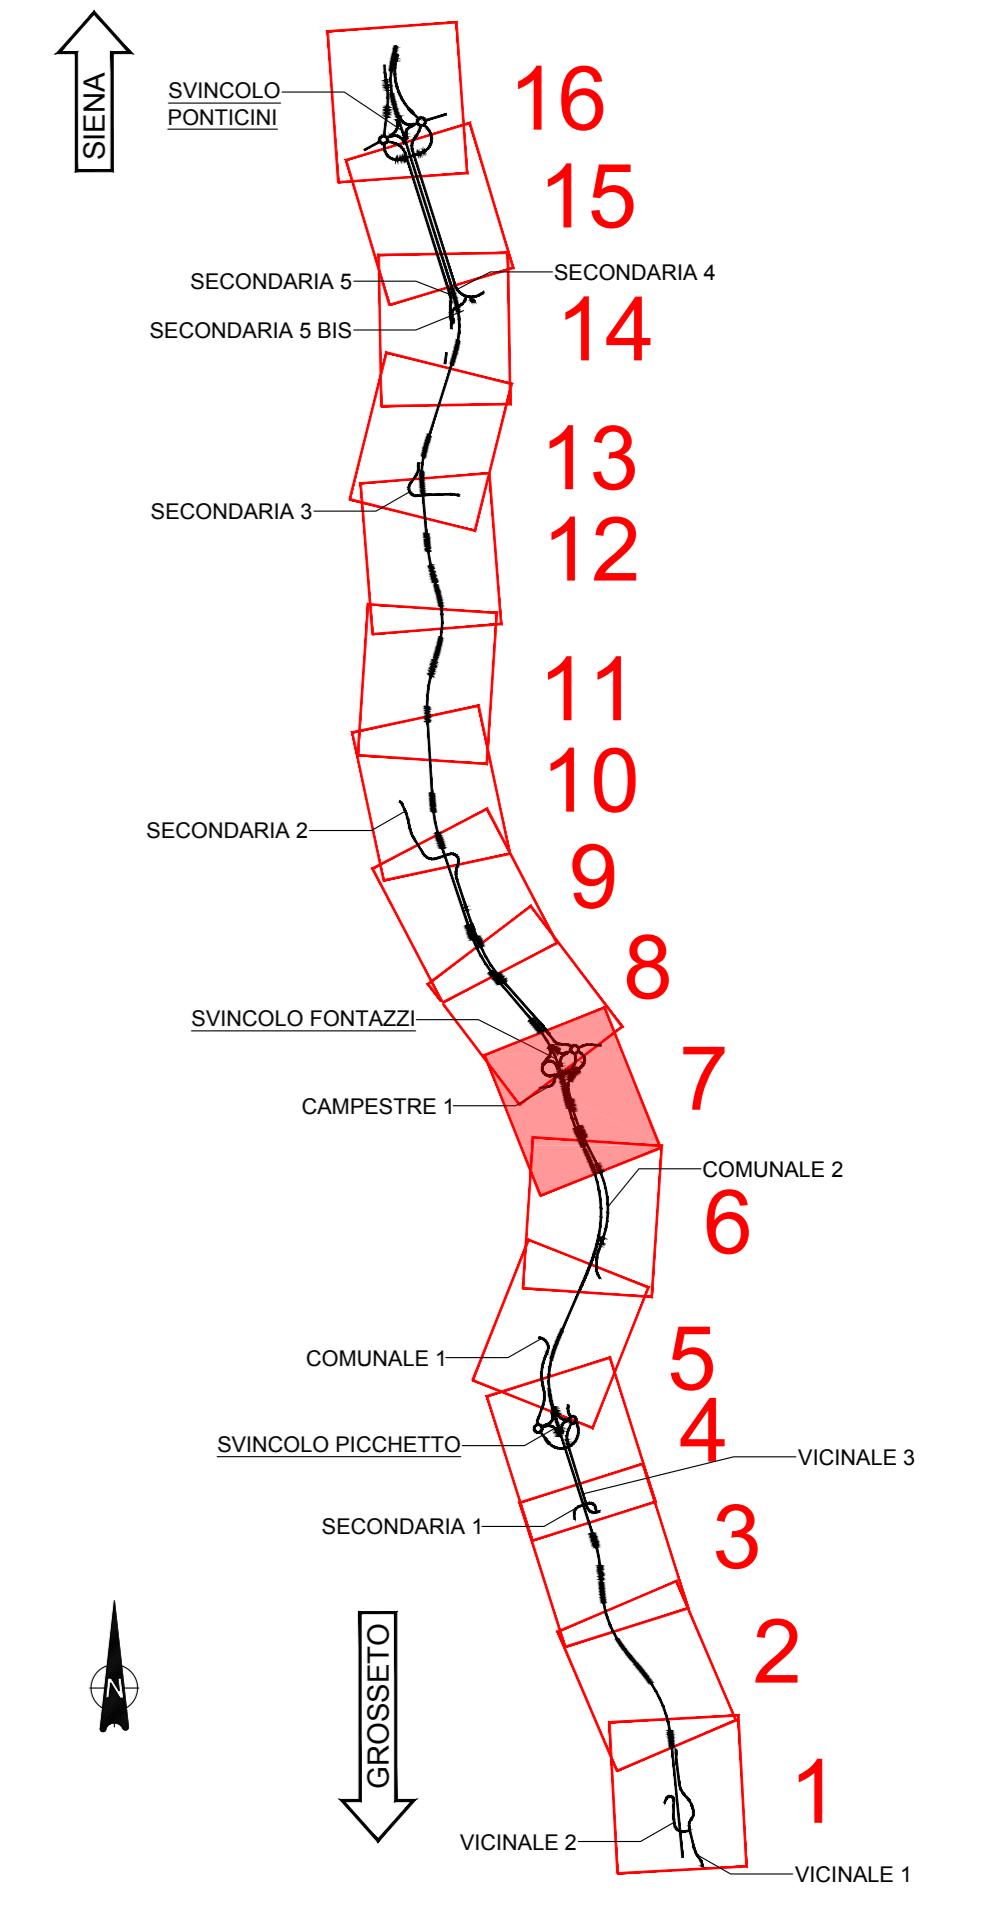 SIENA
SVINCOLO
PONTICINI
16
15
SECONDARIA 5
SECONDARIA 4
SECONDARIA 5 BIS
14
13
SECONDARIA 3
12
11
10
SECONDARIA 2
9
8
SVINCOLO FONTAZZI
7
CAMPESTRE 1
COMUNALE 2
6
COMUNALE 1
5
4
SVINCOLO PICCHETTO
VICINALE 3
SECONDARIA 1
3
2
N
GROSSETO
1
VICINALE 2
VICINALE 1